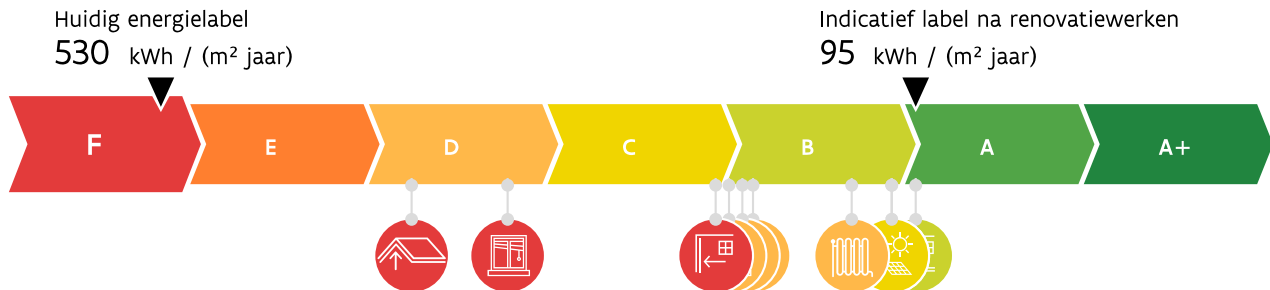 Huidig energielabel
530 kWh / (m² jaar)
Indicatief label na renovatiewerken
95 kWh / (m² jaar)
F
E
D
C
B
A
A+